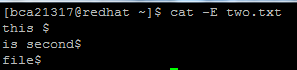 [bca21317@redhat ~]$ cat -E two.txt
this $
is second$
file$